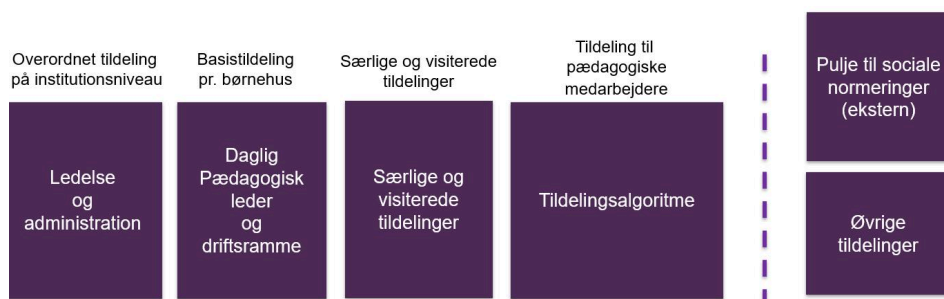 Overordnet tildeling
på institutionsniveau
Basistildeling
pr. børnehus
Særlige og visiterede
tildelinger
Tildeling til
pædagogiske
medarbejdere
Ledelse
og
administration
Daglig
Pædagogisk
leder
og
driftsramme
Særlige og
visiterede
tildelinger
Tildelingsalgoritme
Pulje til sociale
normeringer
(ekstern)
Øvrige
tildelinger